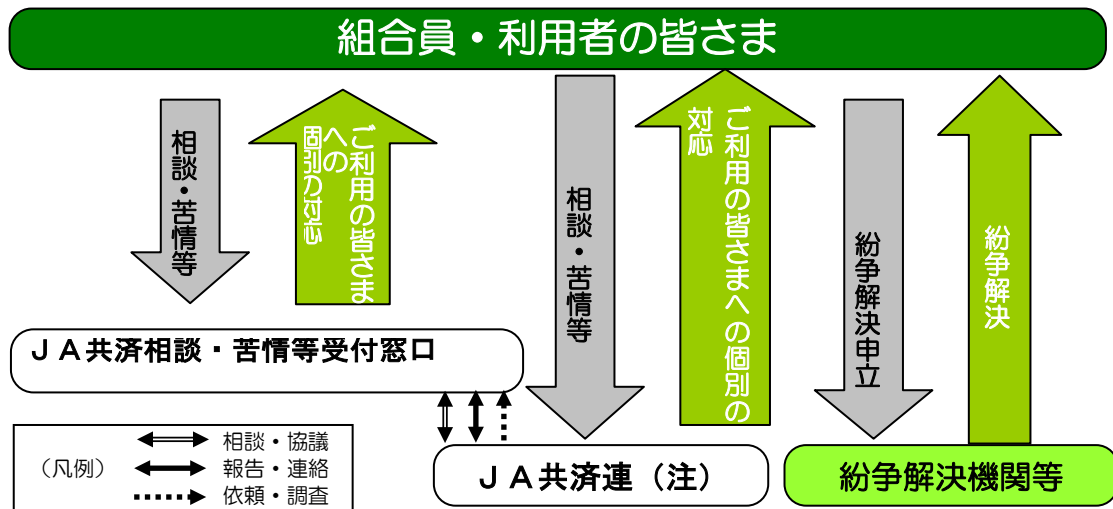 組合員・利用者の皆さま
相談・苦情等
ご利用の皆さま
への
個別の対応
相談・苦情等
ご利用の皆さまへの個別の
対応
紛争解決申立
紛争解決
ＪＡ共済相談・苦情等受付窓口
（凡例）
相談・協議
報告・連絡
依頼・調査
ＪＡ共済連（注）
紛争解決機関等